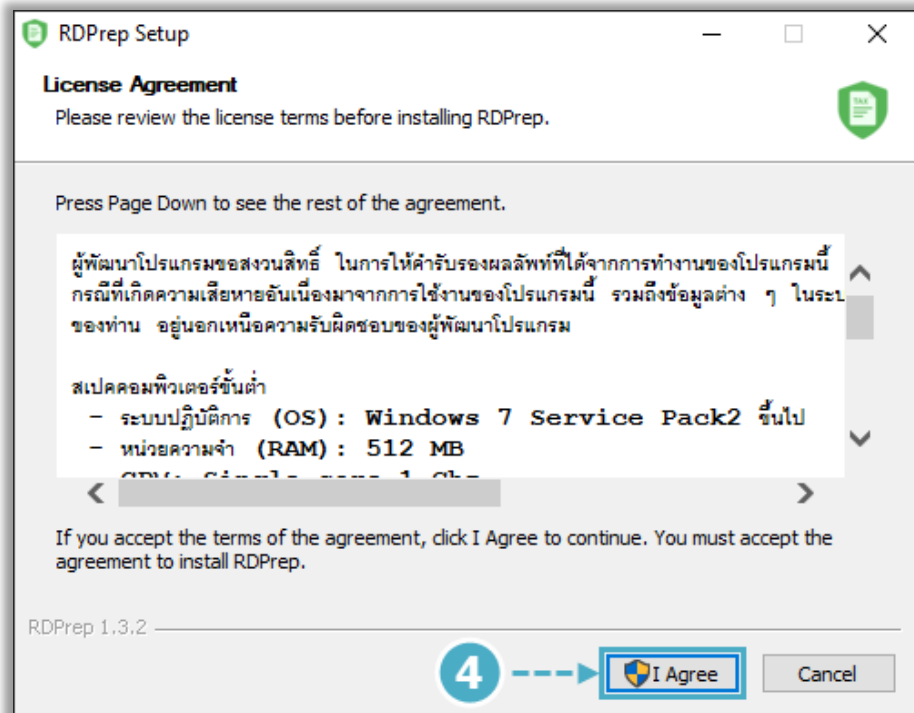 RDPrep Setup
License Agreement
Please review the license terms before installing RDPrep.
TAX
Press Page Down to see the rest of the agreement.
ผู้พัฒนาโปรแกรมขอสงวนสิทธิ์ ในการให้คำรับรองผลลัพท์ที่ได้จากการทำงานของโปรแกรมนี้
กรณีที่เกิดความเสียหายอันเนื่องมาจากการใช้งานของโปรแกรมนี้ รวมถึงข้อมูลต่าง ๆ ในระบ
ของท่าน อยู่นอกเหนือความรับผิดชอบของผู้พัฒนาโปรแกรม
สเปคคอมพิวเตอร์ขั้นต่ำ
- ระบบปฏิบัติการ (OS): Windows 7 Service Pack2 ขึ้นไป
- หน่วยความจำ (RAM): 512 MB
If you accept the terms of the agreement, click I Agree to continue. You must accept the
agreement to install RDPrep.
RDPrep 1.3.2
4
I Agree
Cancel